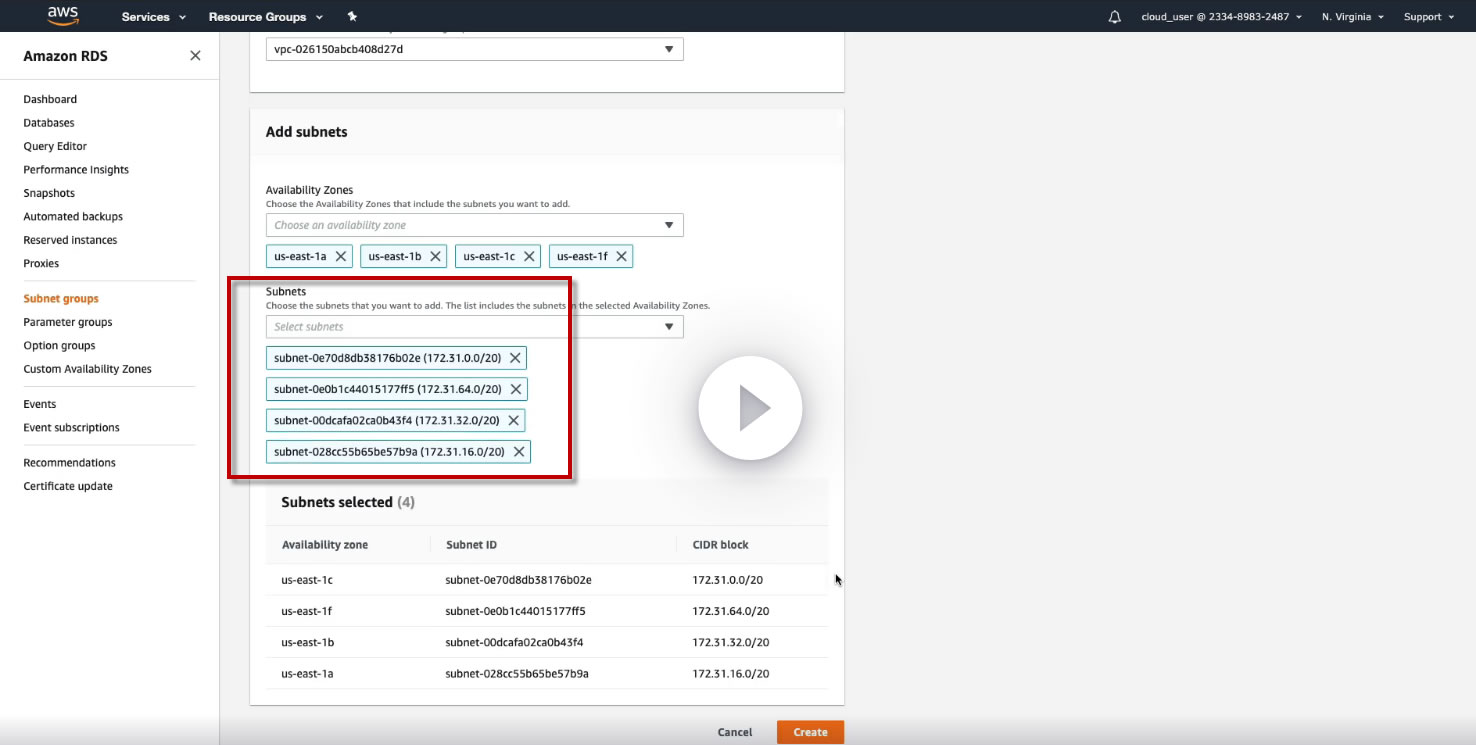 aws Services Resource Groups cloud_user @ 2334-8983-2487 N. Virginia Support
Amazon RDS
Dashboard
Databases
Query Editor
Performance Insights
Snapshots
Automated backups
Reserved instances
Proxies
Subnet groups
Parameter groups
Option groups
Custom Availability Zones
Events
Event subscriptions
Recommendations
Certificate update
vpc-026150abcb408d27d
Add subnets
Availability Zones
Choose the Availability Zones that include the subnets you want to add.
Choose an availability zone
us-east-1a us-east-1b us-east-1c us-east-1f
Subnets
Choose the subnets that you want to add. The list includes the subnets in the selected Availability Zones.
Select subnets
subnet-0e70d8db38176b02e (172.31.0.0/20)
subnet-0e0b1c44015177ff5 (172.31.64.0/20)
subnet-00dcafa02ca0b43f4 (172.31.32.0/20)
subnet-028cc55b65be57b9a (172.31.16.0/20)
Subnets selected (4)
Availability zone Subnet ID CIDR block
us-east-1c subnet-0e70d8db38176b02e 172.31.0.0/20
us-east-1f subnet-0e0b1c44015177ff5 172.31.64.0/20
us-east-1b subnet-00dcafa02ca0b43f4 172.31.32.0/20
us-east-1a subnet-028cc55b65be57b9a 172.31.16.0/20
Cancel Create